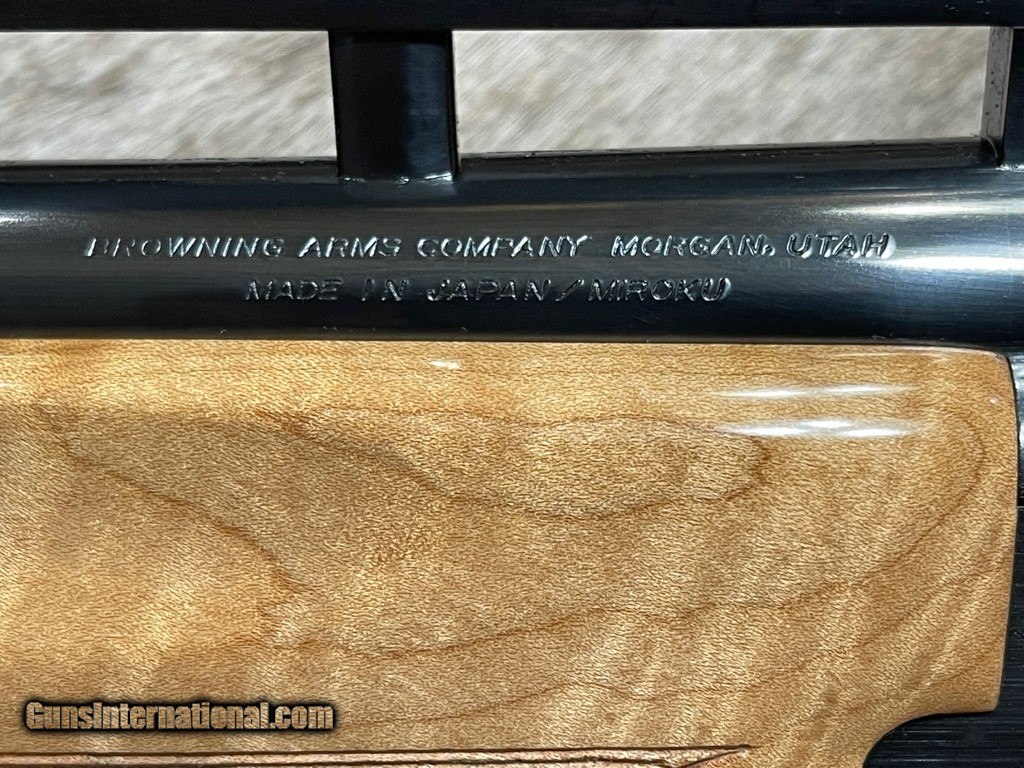 BROWNING ARMS COMPANY MORGAN, UTAH
MADE IN JAPAN/MIROKU
GunsInternational.com